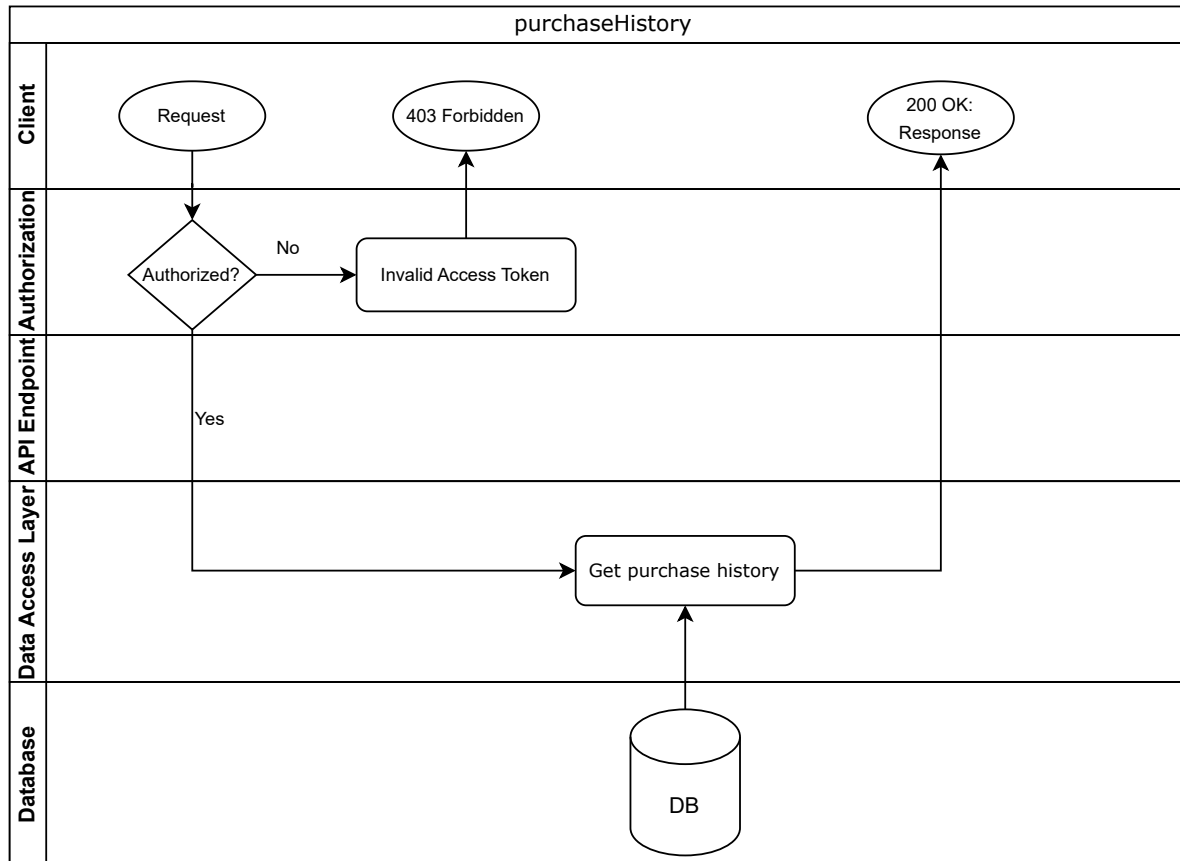 purchaseHistory
Client
Request
403 Forbidden
200 OK:
Response
Authorization
Authorized?
No
Invalid Access Token
API Endpoint
Yes
Data Access Layer
Get purchase history
Database
DB